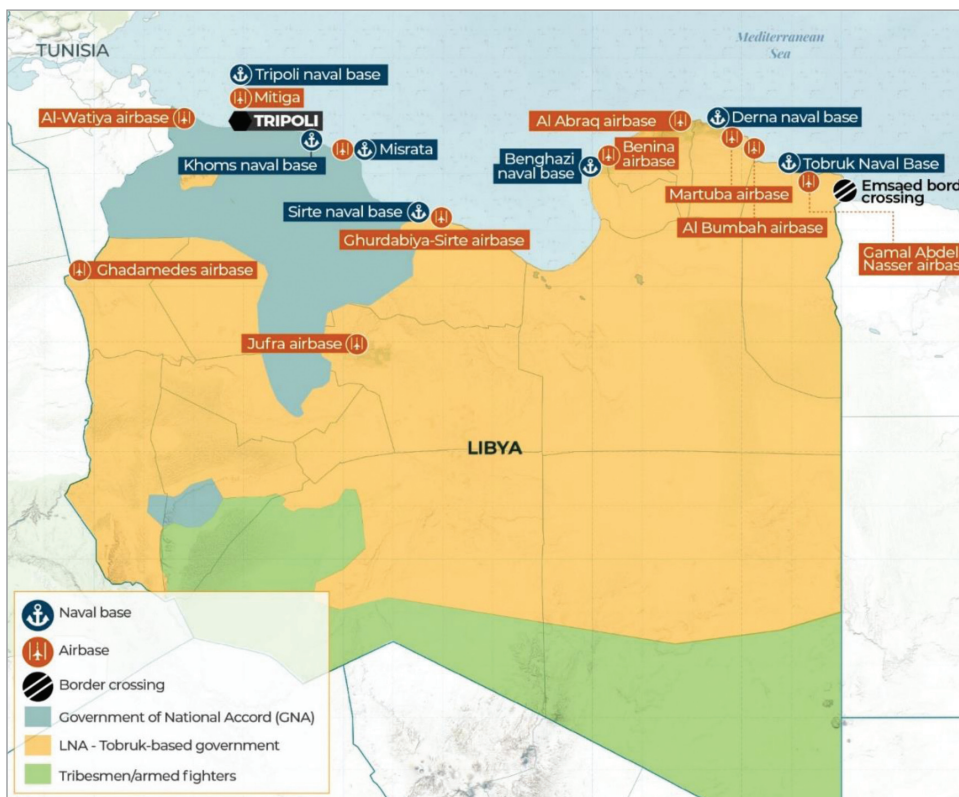 TUNISIA
Mediterranean
Sea
Tripoli naval base
Mitiga
TRIPOLI
Al-Watiya airbase
Khoms naval base
Misrata
Al Abraq airbase
Derna naval base
Benghazi
naval base
Benina
airbase
Tobruk Naval Base
Martuba airbase
Emsaed bord
crossing
Sirte naval base
Ghurdabiya-Sirte airbase
Al Bumbah airbase
Gamal Abdel
Nasser airbas
Ghadamedes airbase
Jufra airbase
LIBYA
Naval base
Airbase
Border crossing
Government of National Accord (GNA)
LNA - Tobruk-based government
Tribesmen/armed fighters